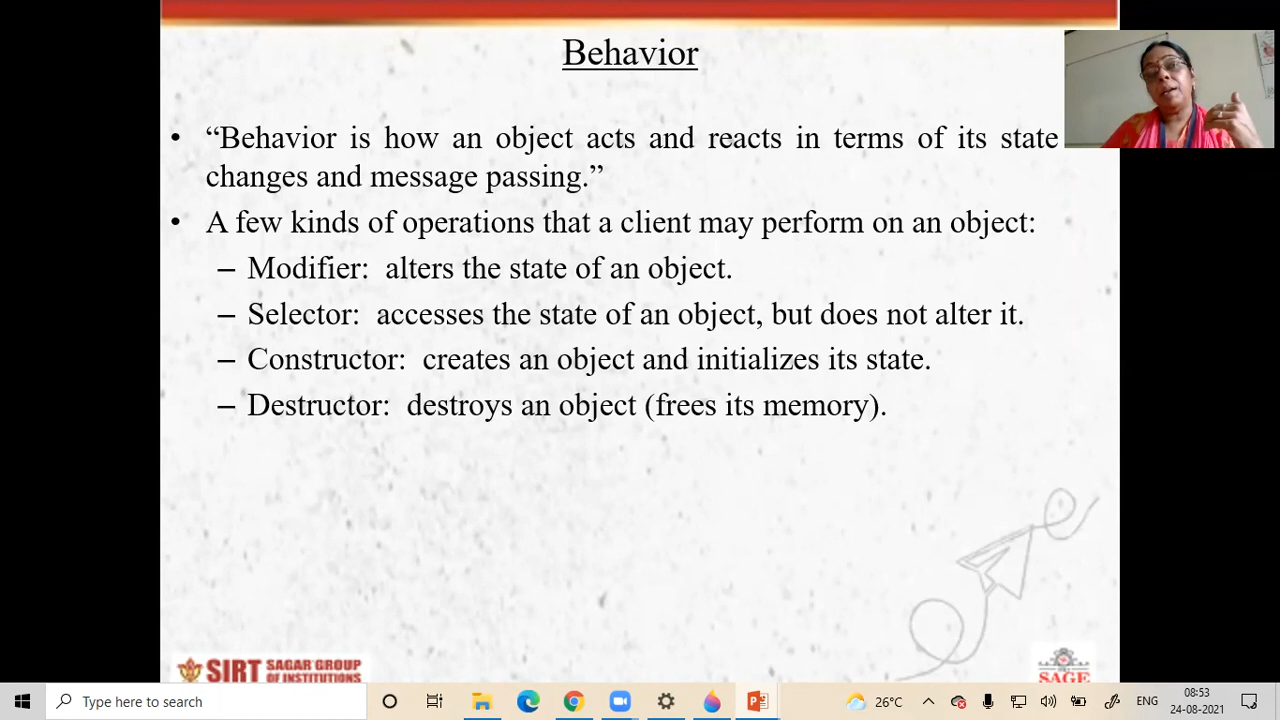 Behavior
• “Behavior is how an object acts and reacts in terms of its state
changes and message passing.”
• A few kinds of operations that a client may perform on an object:
– Modifier: alters the state of an object.
– Selector: accesses the state of an object, but does not alter it.
– Constructor: creates an object and initializes its state.
– Destructor: destroys an object (frees its memory).
SIRT SAGAR GROUP
OF INSTITUTIONS
SAGE
Type here to search
26°C
ENG
08:53
24-08-2021